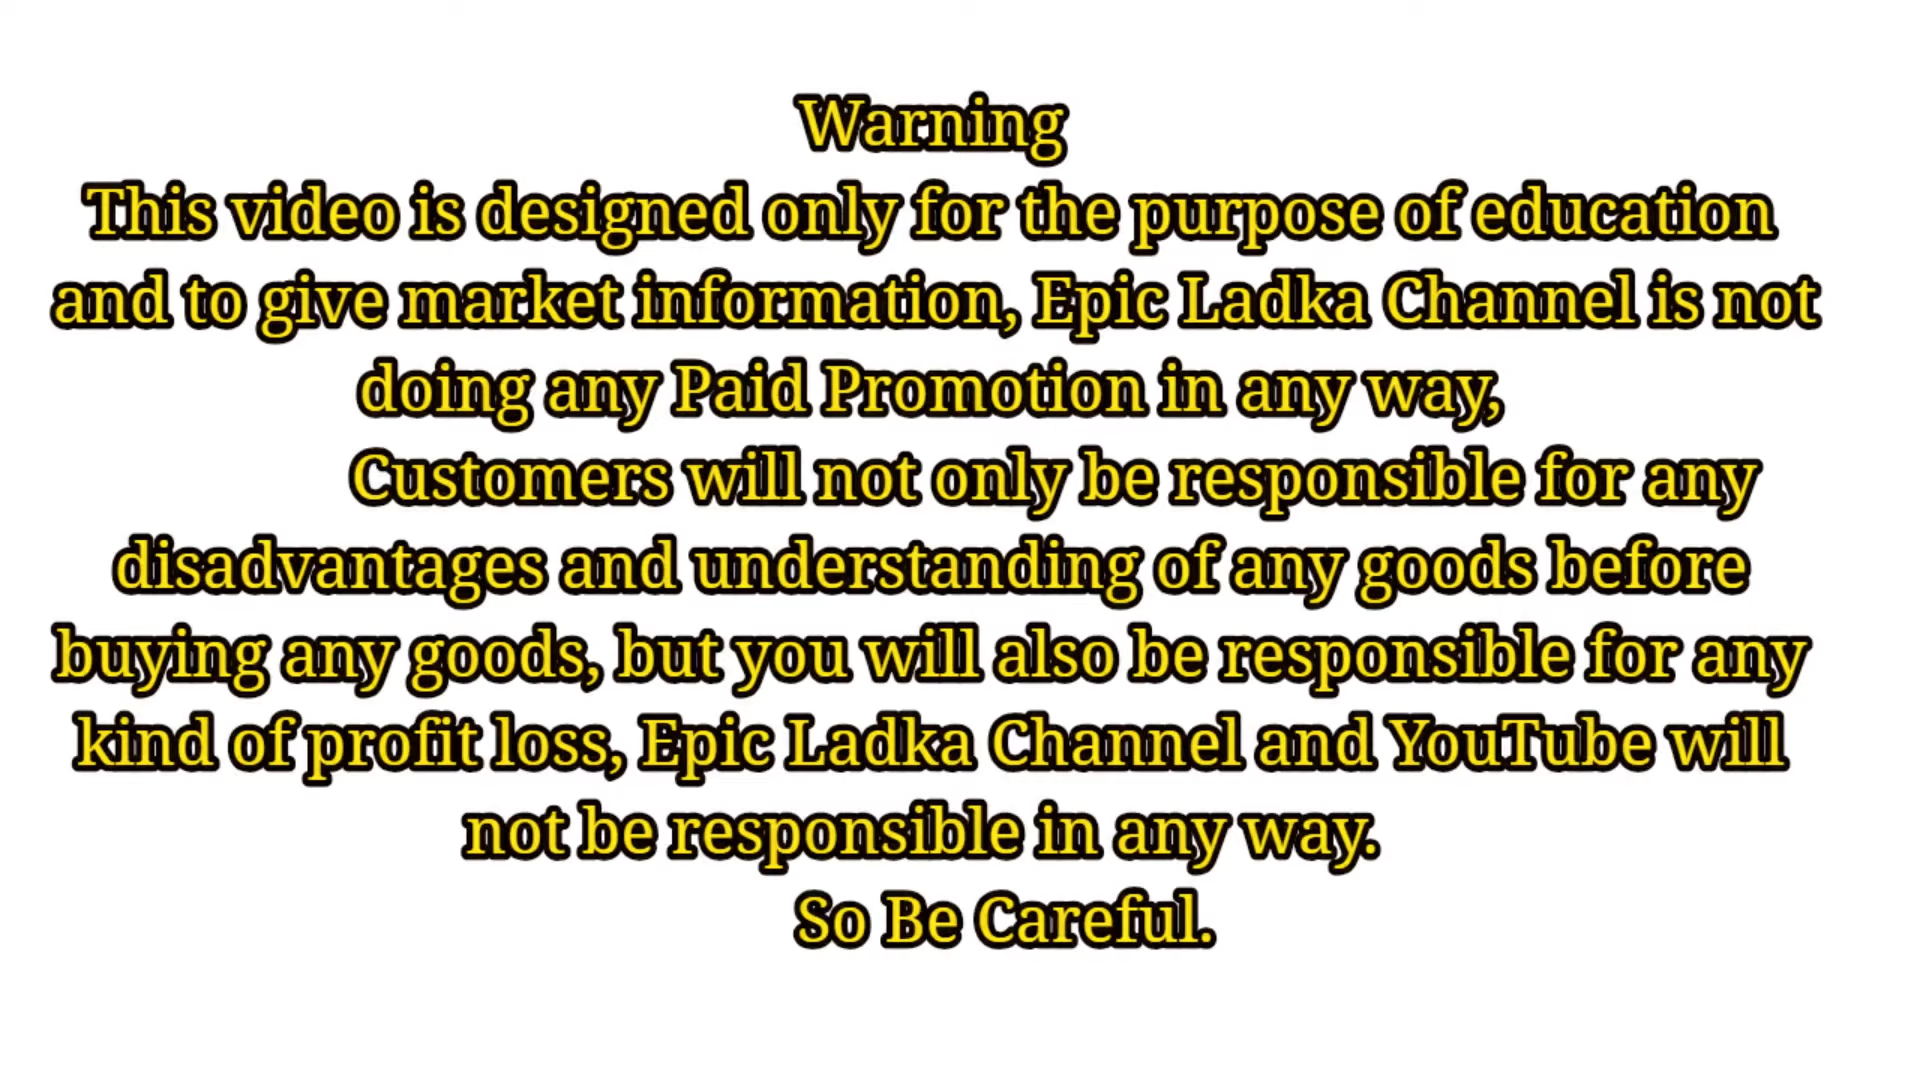 Warning
This video is designed only for the purpose of education
and to give market information, Epic Ladka Channel is not
doing any Paid Promotion in any way,
Customers will not only be responsible for any
disadvantages and understanding of any goods before
buying any goods, but you will also be responsible for any
kind of profit loss, Epic Ladka Channel and YouTube will
not be responsible in any way.
So Be Careful.